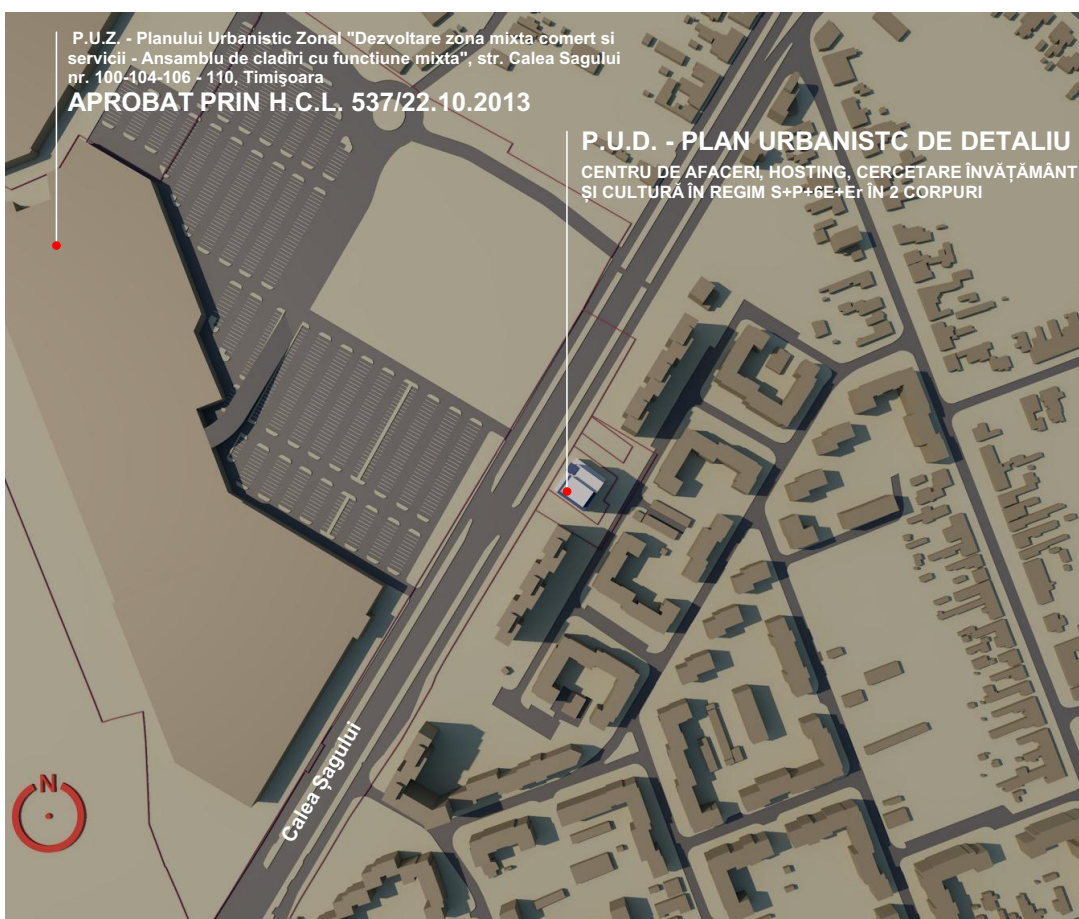 P.U.Z. - Planului Urbanistic Zonal "Dezvoltare zona mixta comert si
servicii - Ansamblu de cladiri cu functiune mixta", str. Calea Sagului
nr. 100-104-106 - 110, Timişoara
APROBAT PRIN H.C.L. 537/22.10.2013
P.U.D. - PLAN URBANISTC DE DETALIU
CENTRU DE AFACERI, HOSTING, CERCETARE ÎNVĂȚĂMÂNT
ȘI CULTURĂ ÎN REGIM S+P+6E+Er ÎN 2 CORPURI
Calea Șagului
N